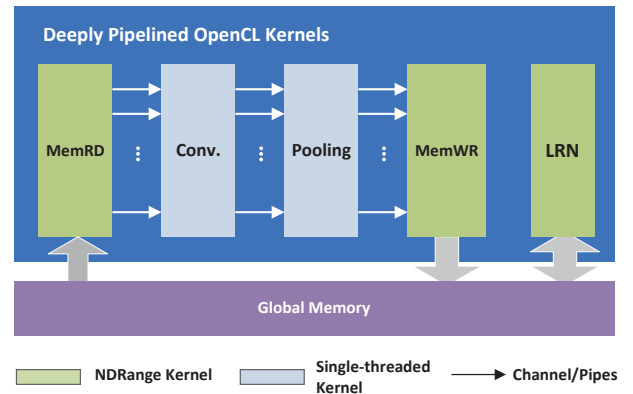 Deeply Pipelined OpenCL Kernels
MemRD
Conv.
Pooling
MemWR
LRN
Global Memory
NDRange Kernel
Single-threaded
Kernel
Channel/Pipes